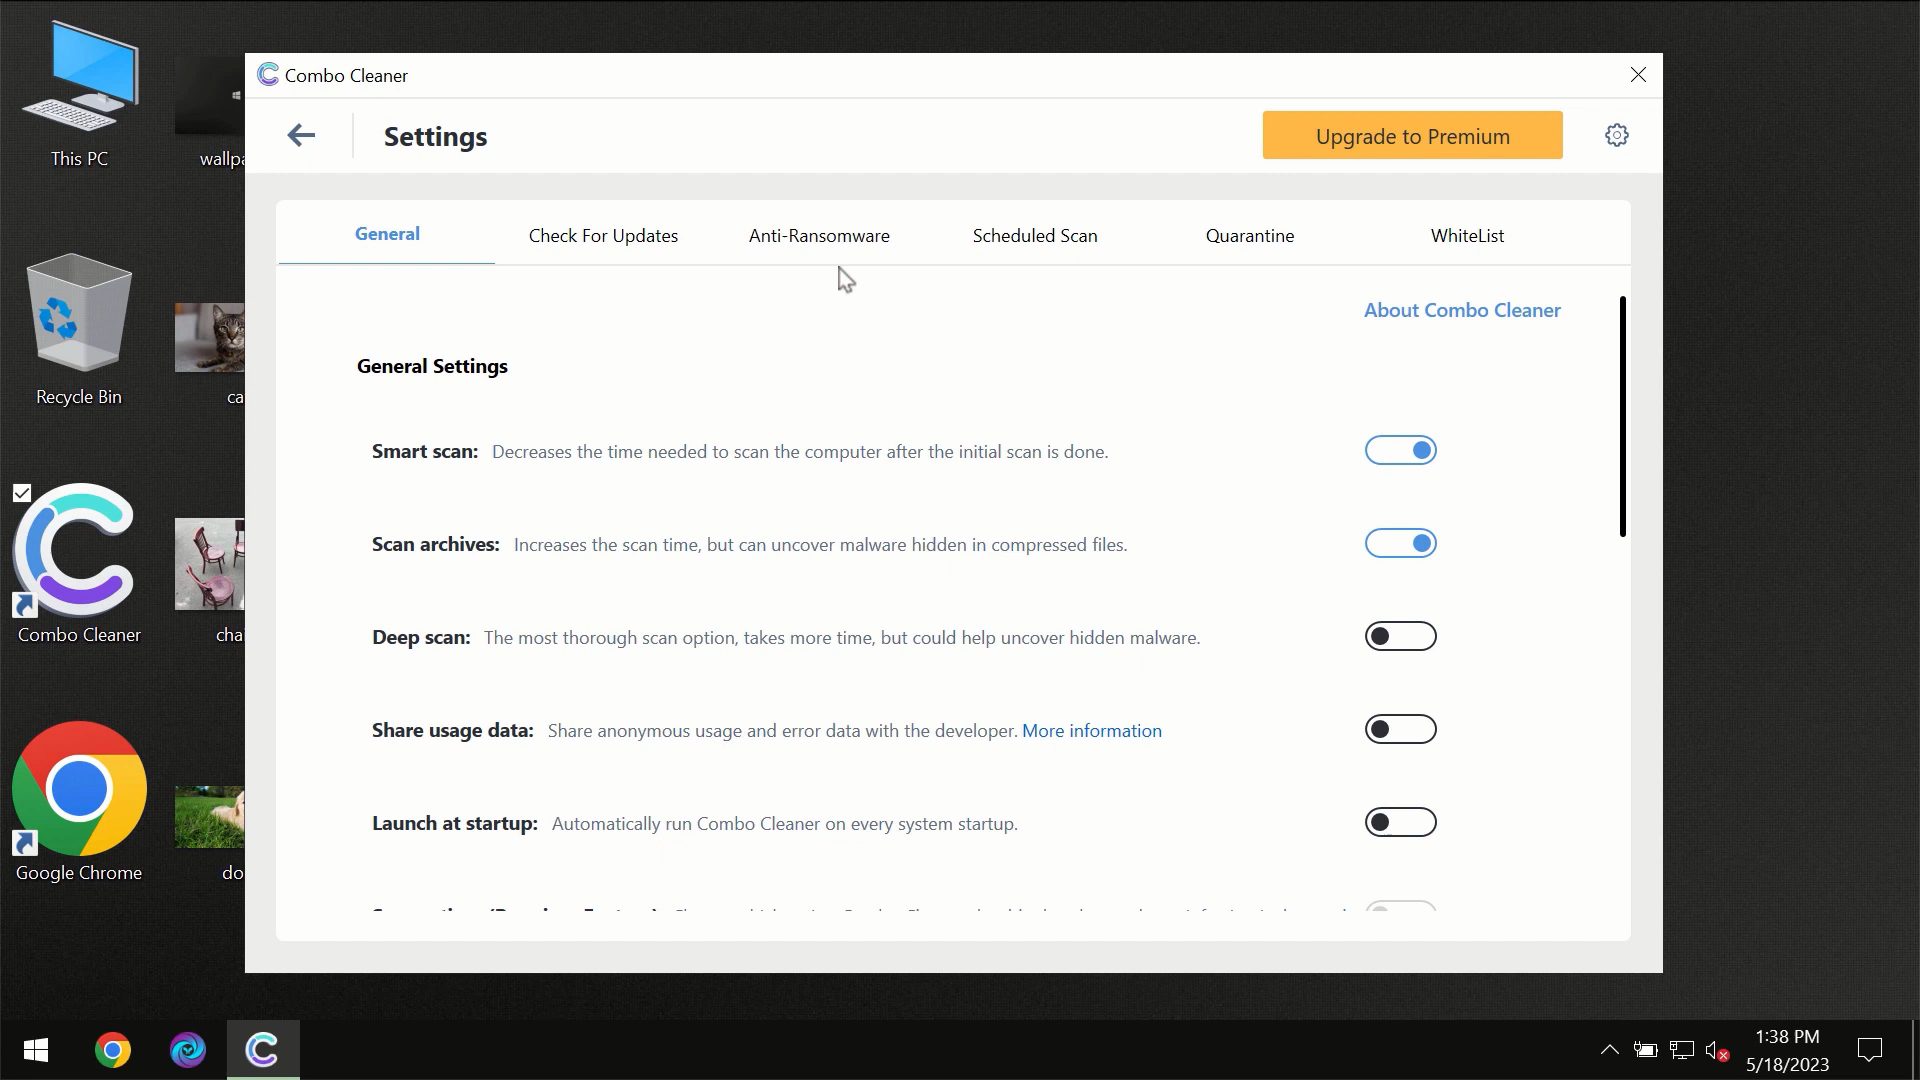 Combo Cleaner
Settings
Upgrade to Premium
General
Check For Updates
Anti-Ransomware
Scheduled Scan
Quarantine
WhiteList
About Combo Cleaner
General Settings
Smart scan: Decreases the time needed to scan the computer after the initial scan is done.
Scan archives: Increases the scan time, but can uncover malware hidden in compressed files.
Deep scan: The most thorough scan option, takes more time, but could help uncover hidden malware.
Share usage data: Share anonymous usage and error data with the developer. More information
Launch at startup: Automatically run Combo Cleaner on every system startup.
This PC
wallpa
Recycle Bin
ca
Combo Cleaner
chai
Google Chrome
do
1:38 PM
5/18/2023